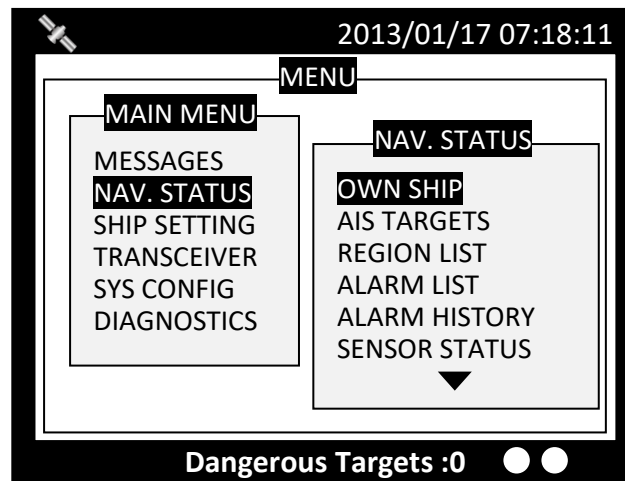 2013/01/17 07:18:11
MENU
MAIN MENU
MESSAGES
NAV. STATUS
SHIP SETTING
TRANSCEIVER
SYS CONFIG
DIAGNOSTICS
NAV. STATUS
OWN SHIP
AIS TARGETS
REGION LIST
ALARM LIST
ALARM HISTORY
SENSOR STATUS
Dangerous Targets :0